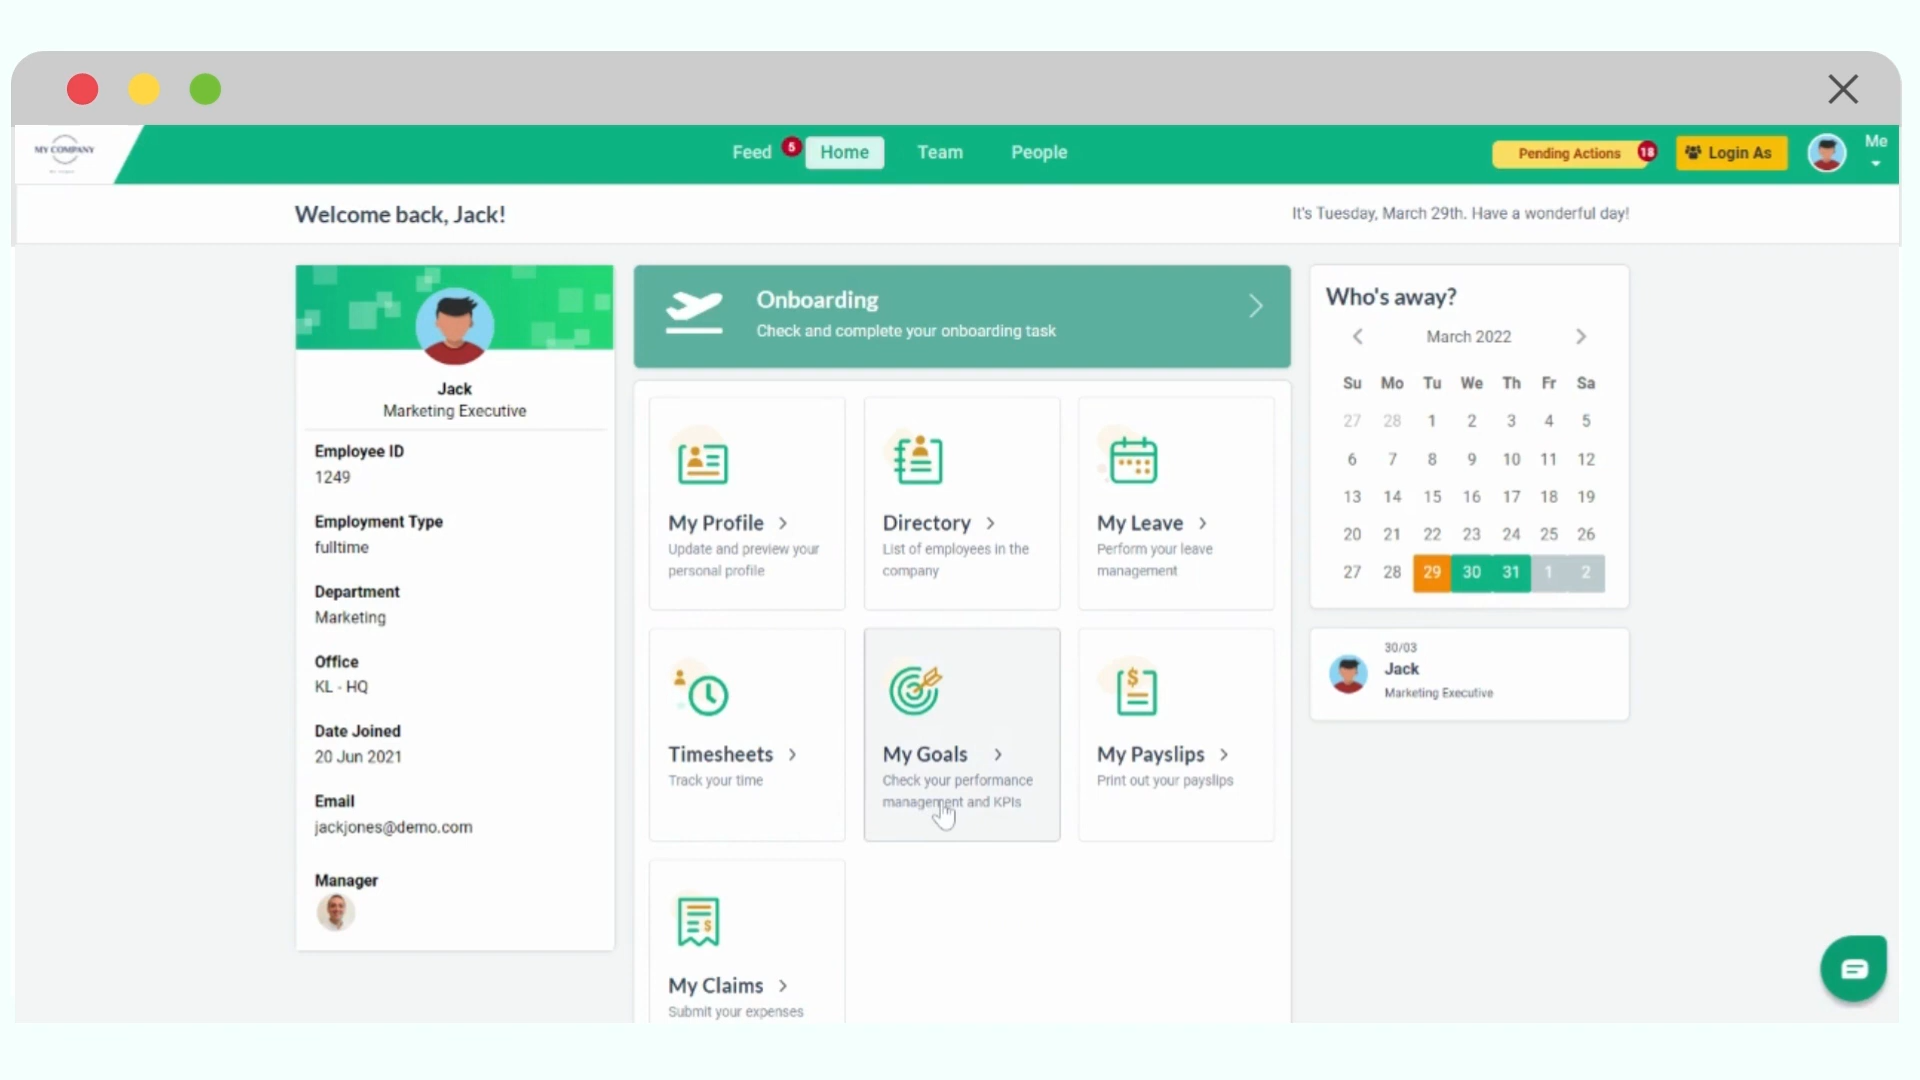 MY COMPANY
Feed 5 Home Team People
Pending Actions 18
Login As
Me
Welcome back, Jack!
It's Tuesday, March 29th. Have a wonderful day!
Jack
Marketing Executive
Employee ID
1249
Employment Type
fulltime
Department
Marketing
Office
KL - HQ
Date Joined
20 Jun 2021
Email
jackjones@demo.com
Manager
Onboarding
Check and complete your onboarding task
My Profile
Update and preview your
personal profile
Directory
List of employees in the
company
My Leave
Perform your leave
management
Timesheets
Track your time
My Goals
Check your performance
management and KPIs
My Payslips
Print out your payslips
My Claims
Submit your expenses
Who's away?
March 2022
Su Mo Tu We Th Fr Sa
27 28 1 2 3 4 5
6 7 8 9 10 11 12
13 14 15 16 17 18 19
20 21 22 23 24 25 26
27 28 29 30 31 1 2
30/03
Jack
Marketing Executive